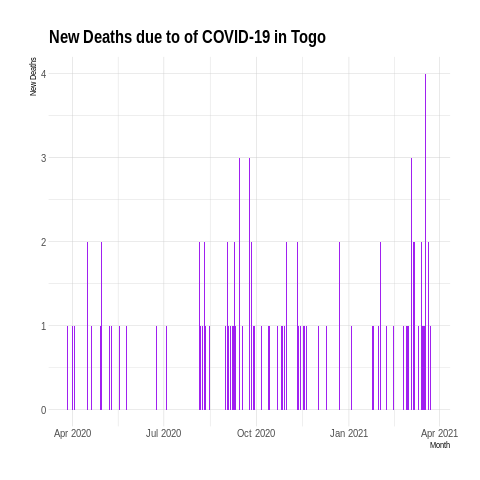 New Deaths due to of COVID-19 in Togo
New Deaths
4
3
2
1
0
Apr 2020 Jul 2020 Oct 2020 Jan 2021 Apr 2021
Month